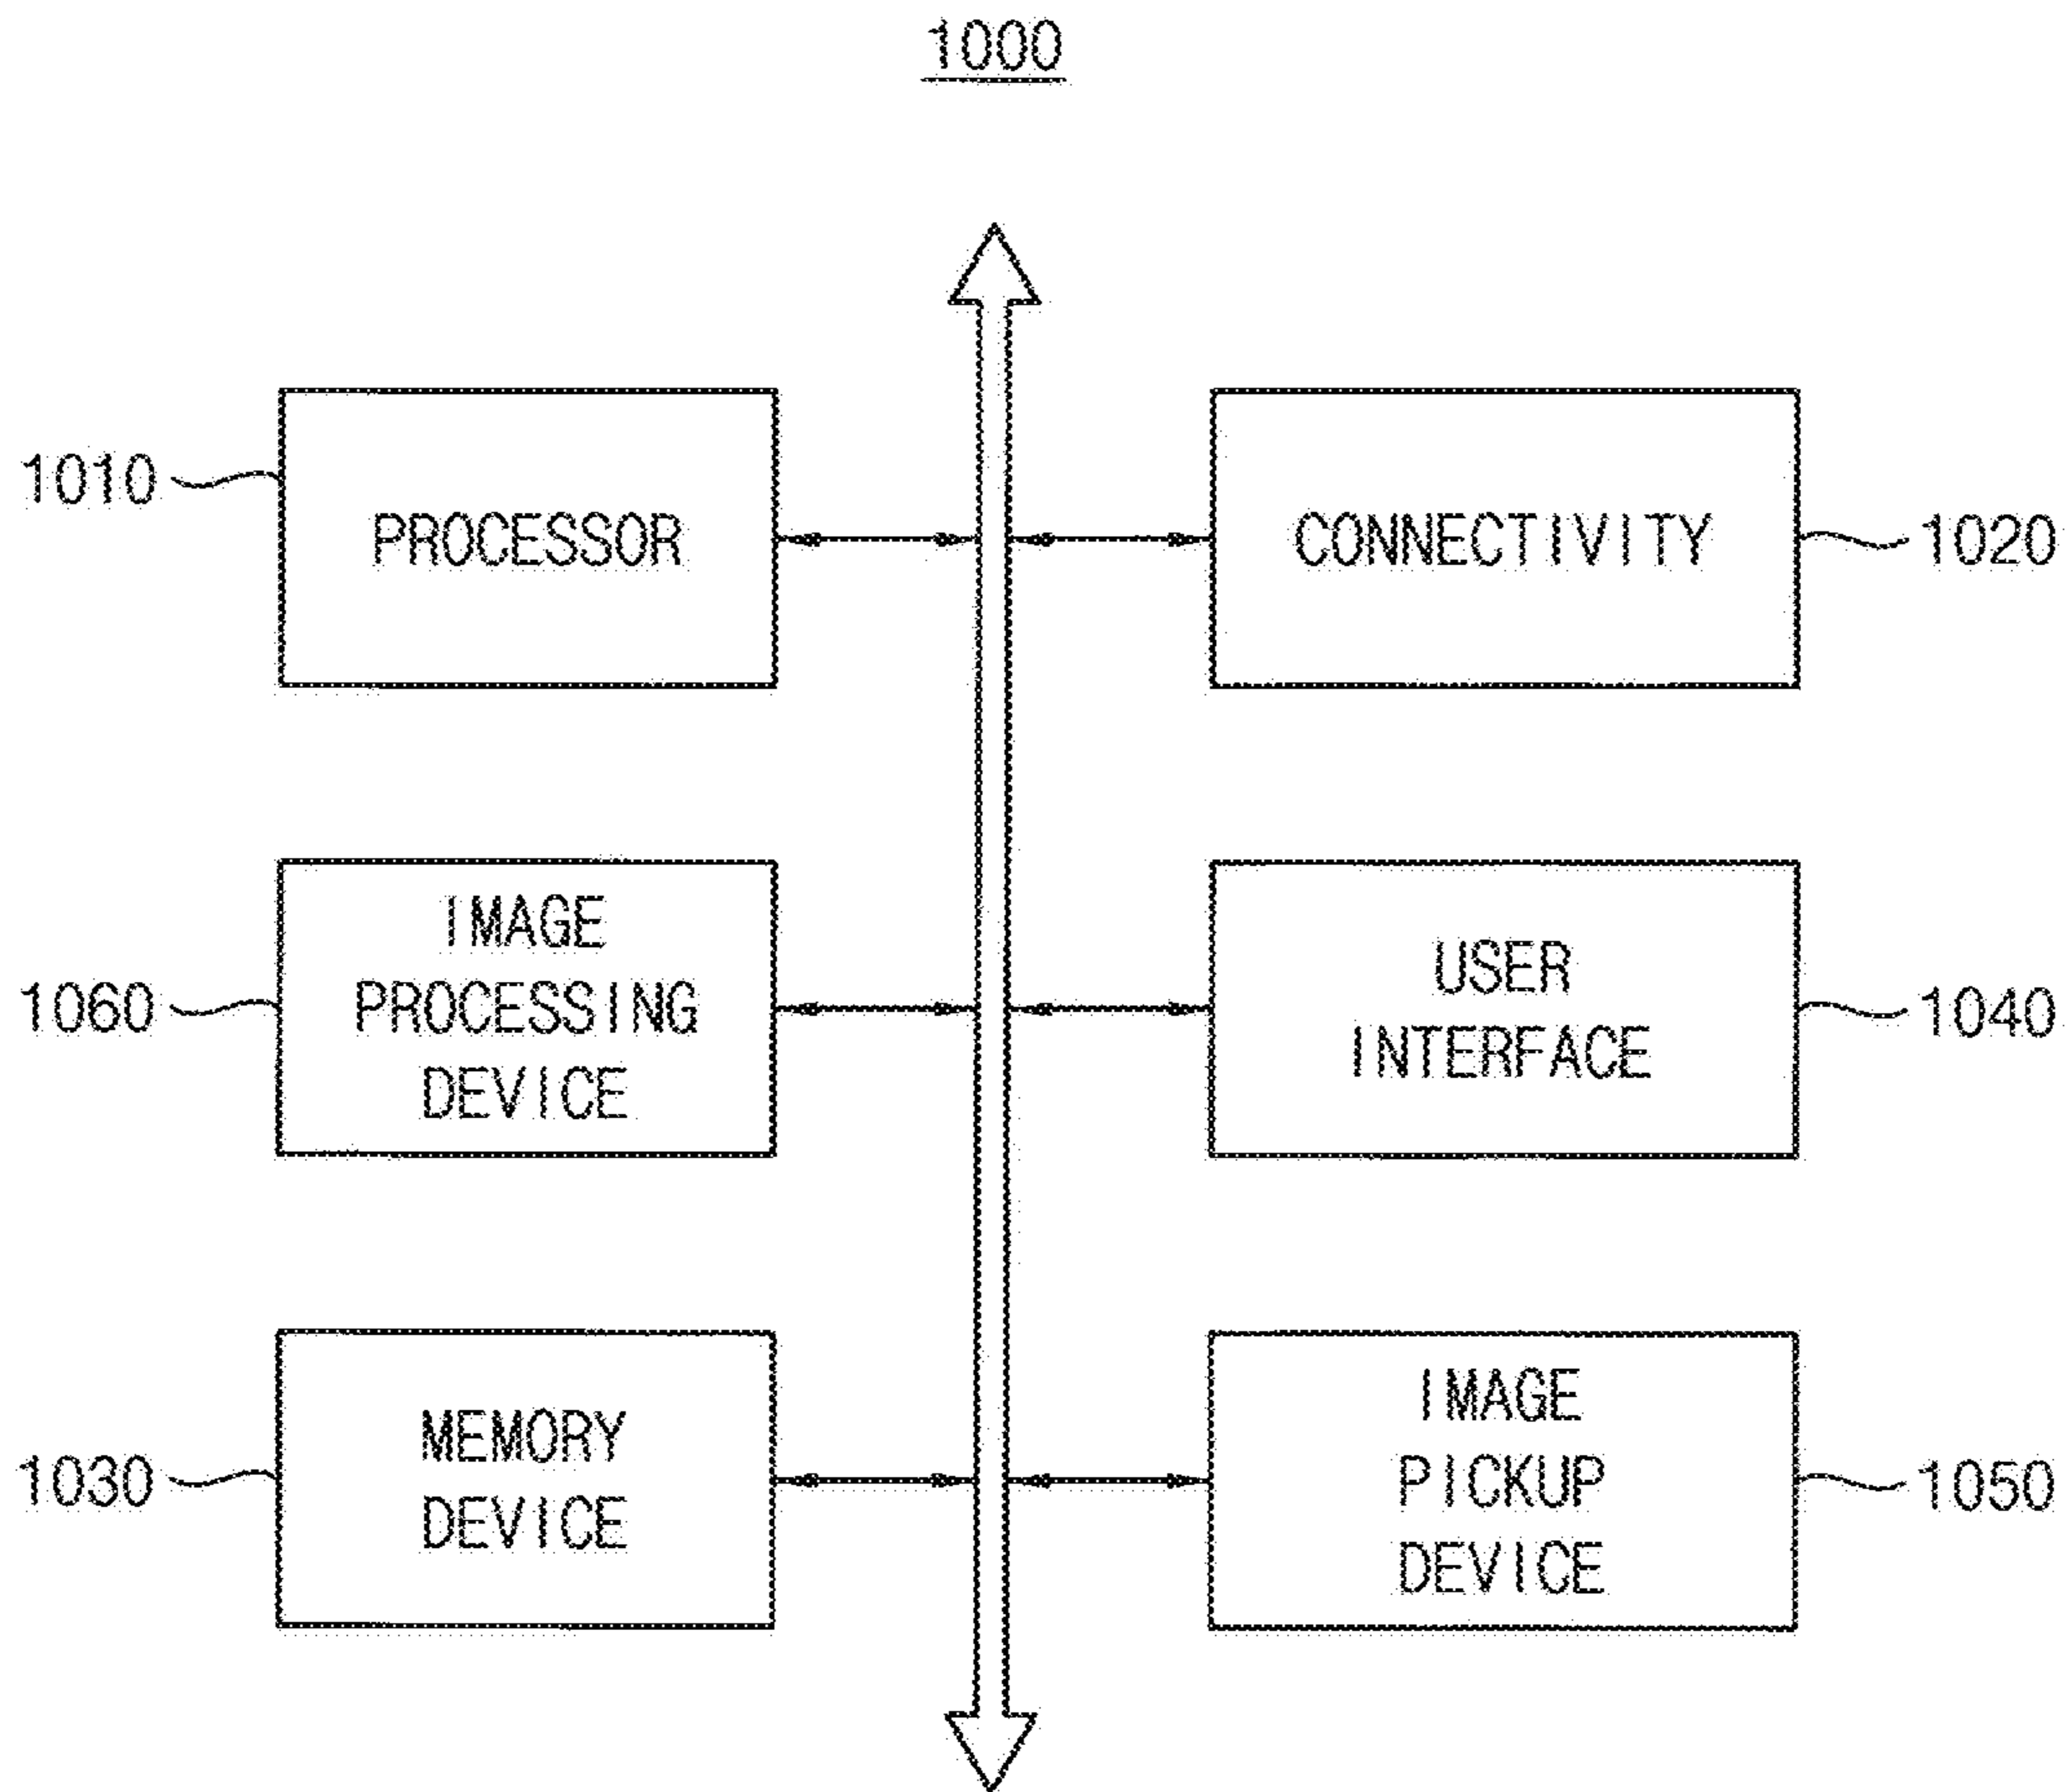 1000
1010
PROCESSOR
CONNECTIVITY
1020
1060
IMAGE
PROCESSING
DEVICE
USER
INTERFACE
1040
1030
MEMORY
DEVICE
IMAGE
PICKUP
DEVICE
1050